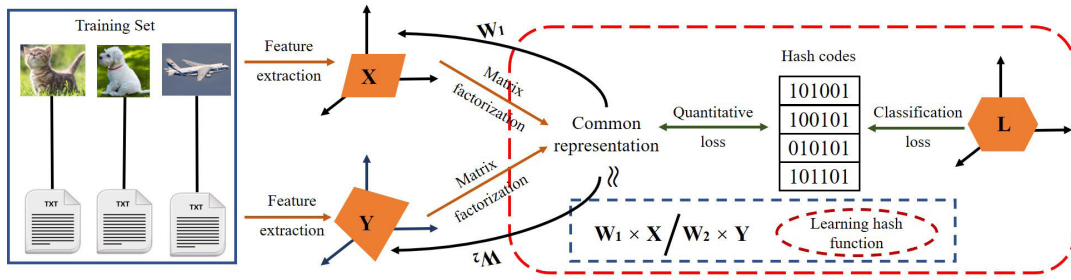 Training Set
TXT
TXT
TXT
Feature
extraction
Feature
extraction
X
Y
W1
W2
Matrix
factorization
Matrix
factorization
Common
representation
≈
Quantitative
loss
Hash codes
101001
100101
010101
101101
Classification
loss
L
W1 × X / W2 × Y
Learning hash
function